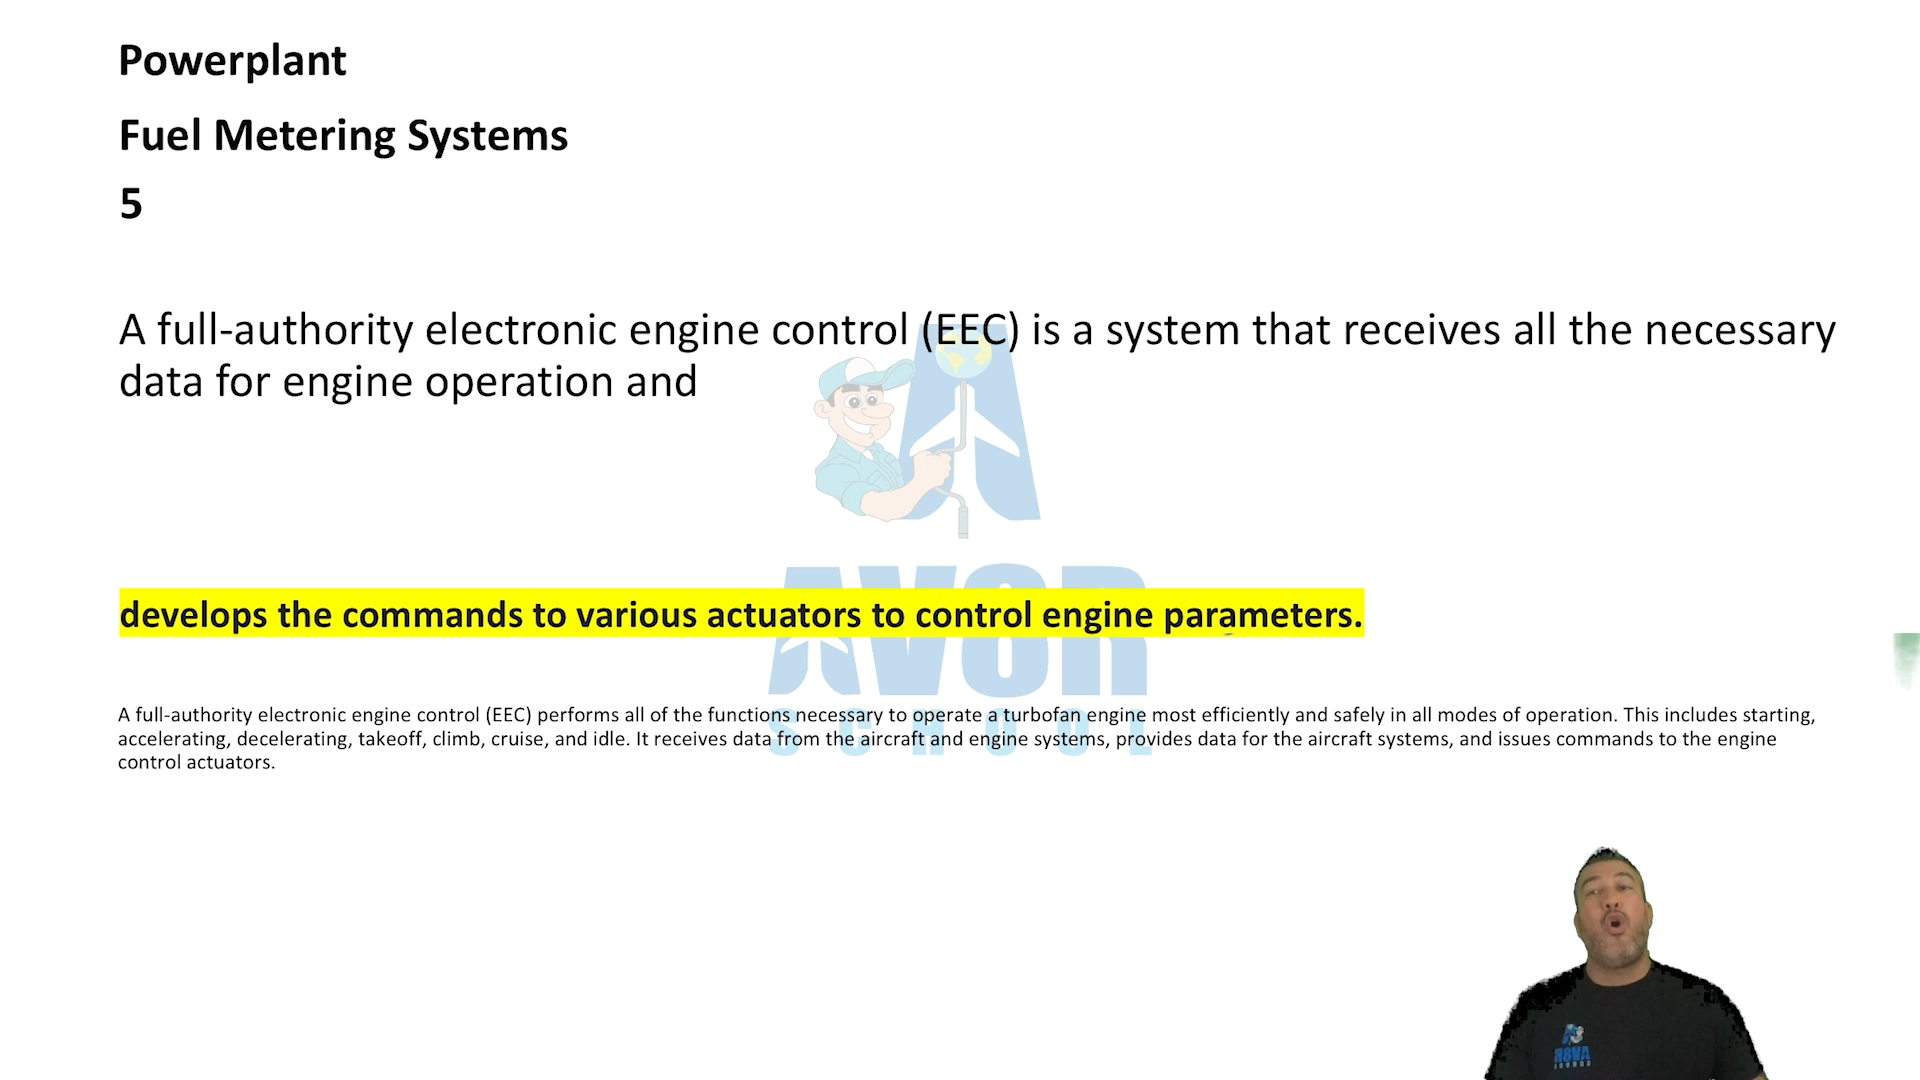 Powerplant
Fuel Metering Systems
5
A full-authority electronic engine control (EEC) is a system that receives all the necessary
data for engine operation and
develops the commands to various actuators to control engine parameters.
AV8R
SCHOOL
A full-authority electronic engine control (EEC) performs all of the functions necessary to operate a turbofan engine most efficiently and safely in all modes of operation. This includes starting,
accelerating, decelerating, takeoff, climb, cruise, and idle. It receives data from the aircraft and engine systems, provides data for the aircraft systems, and issues commands to the engine
control actuators.